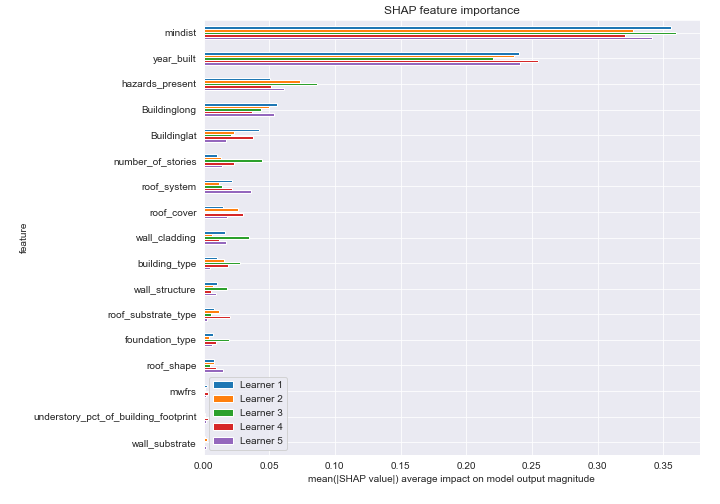 SHAP feature importance
mindist
year_built
hazards_present
Buildinglong
Buildinglat
number_of_stories
roof_system
roof_cover
wall_cladding
building_type
wall_structure
roof_substrate_type
foundation_type
roof_shape
mwfrs
understory_pct_of_building_footprint
wall_substrate
feature
Learner 1
Learner 2
Learner 3
Learner 4
Learner 5
0.00 0.05 0.10 0.15 0.20 0.25 0.30 0.35
mean(|SHAP value|) average impact on model output magnitude